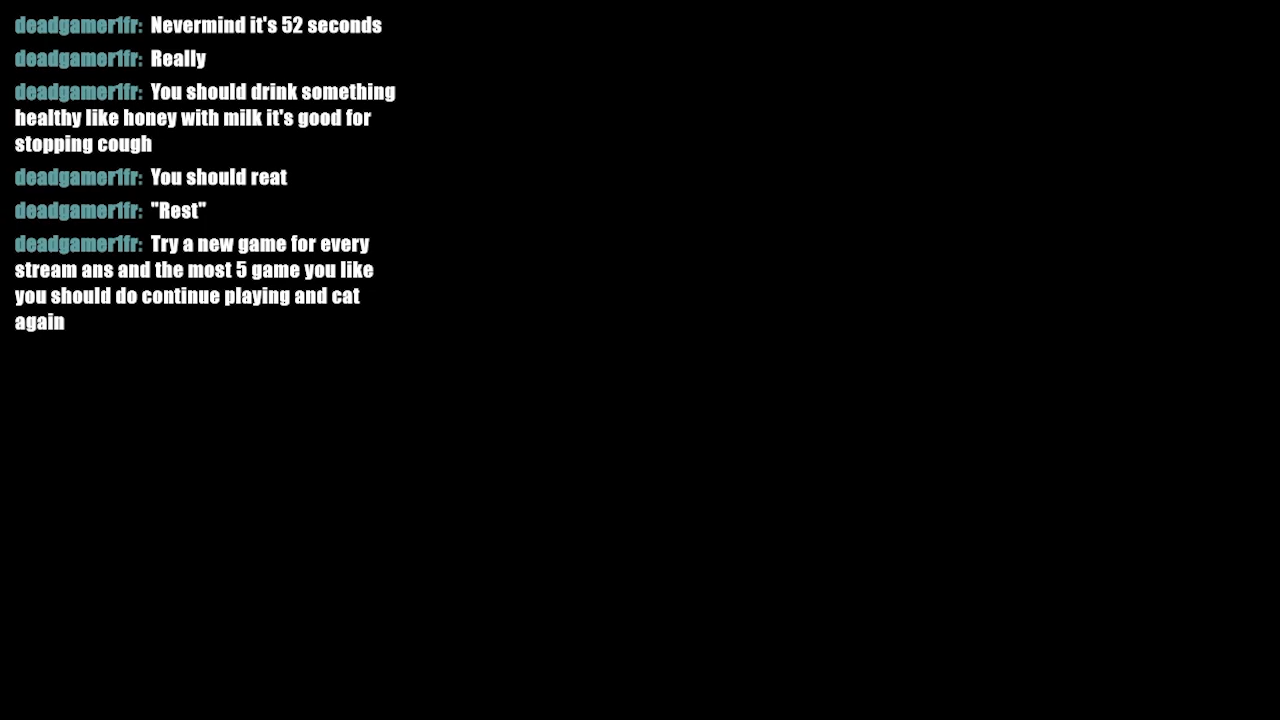 deadgamer1fr: Nevermind it's 52 seconds
deadgamer1fr: Really
deadgamer1fr: You should drink something
healthy like honey with milk it's good for
stopping cough
deadgamer1fr: You should reat
deadgamer1fr: "Rest"
deadgamer1fr: Try a new game for every
stream ans and the most 5 game you like
you should do continue playing and cat
again